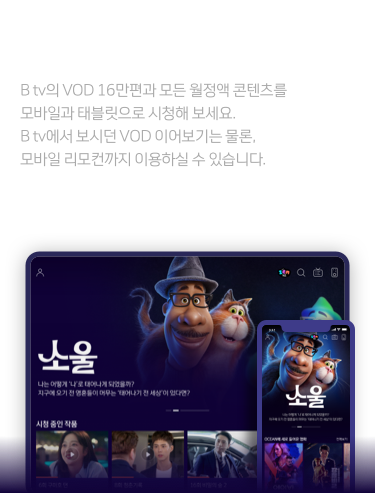 B tv의 VOD 16만편과 모든 월정액 콘텐츠를
모바일과 태블릿으로 시청해 보세요.
B tv에서 보시던 VOD 이어보기는 물론,
모바일 리모컨까지 이용하실 수 있습니다.
소울
나는 어떻게 '나'로 태어나게 되었을까?
지구에 오기 전 영혼들이 머무는 '태어나기 전 세상'이 있다면?
시청 중인 작품
소울